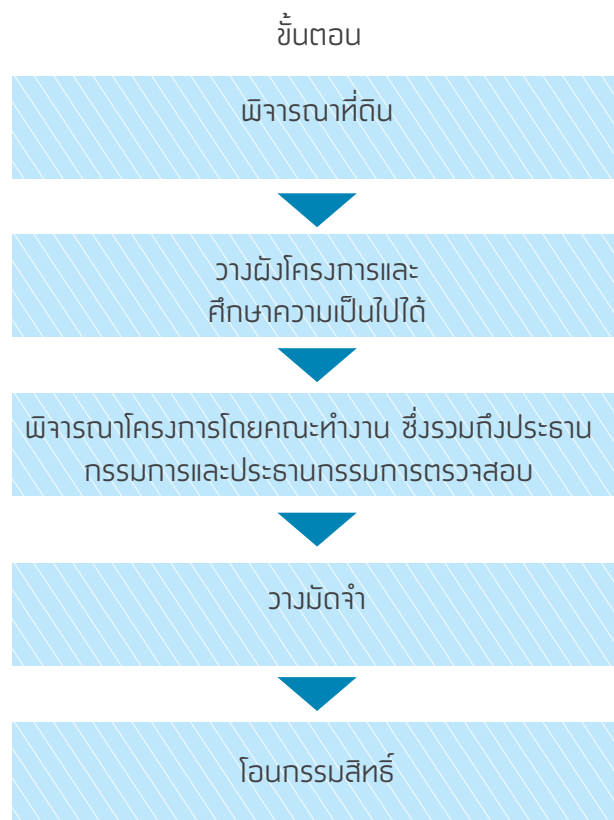 ขั้นตอน
พิจารณาที่ดิน
วางผังโครงการและ
ศึกษาความเป็นไปได้
พิจารณาโครงการโดยคณะทำงาน ซึ่งรวมถึงประธาน
กรรมการและประธานกรรมการตรวจสอบ
วางมัดจำ
โอนกรรมสิทธิ์